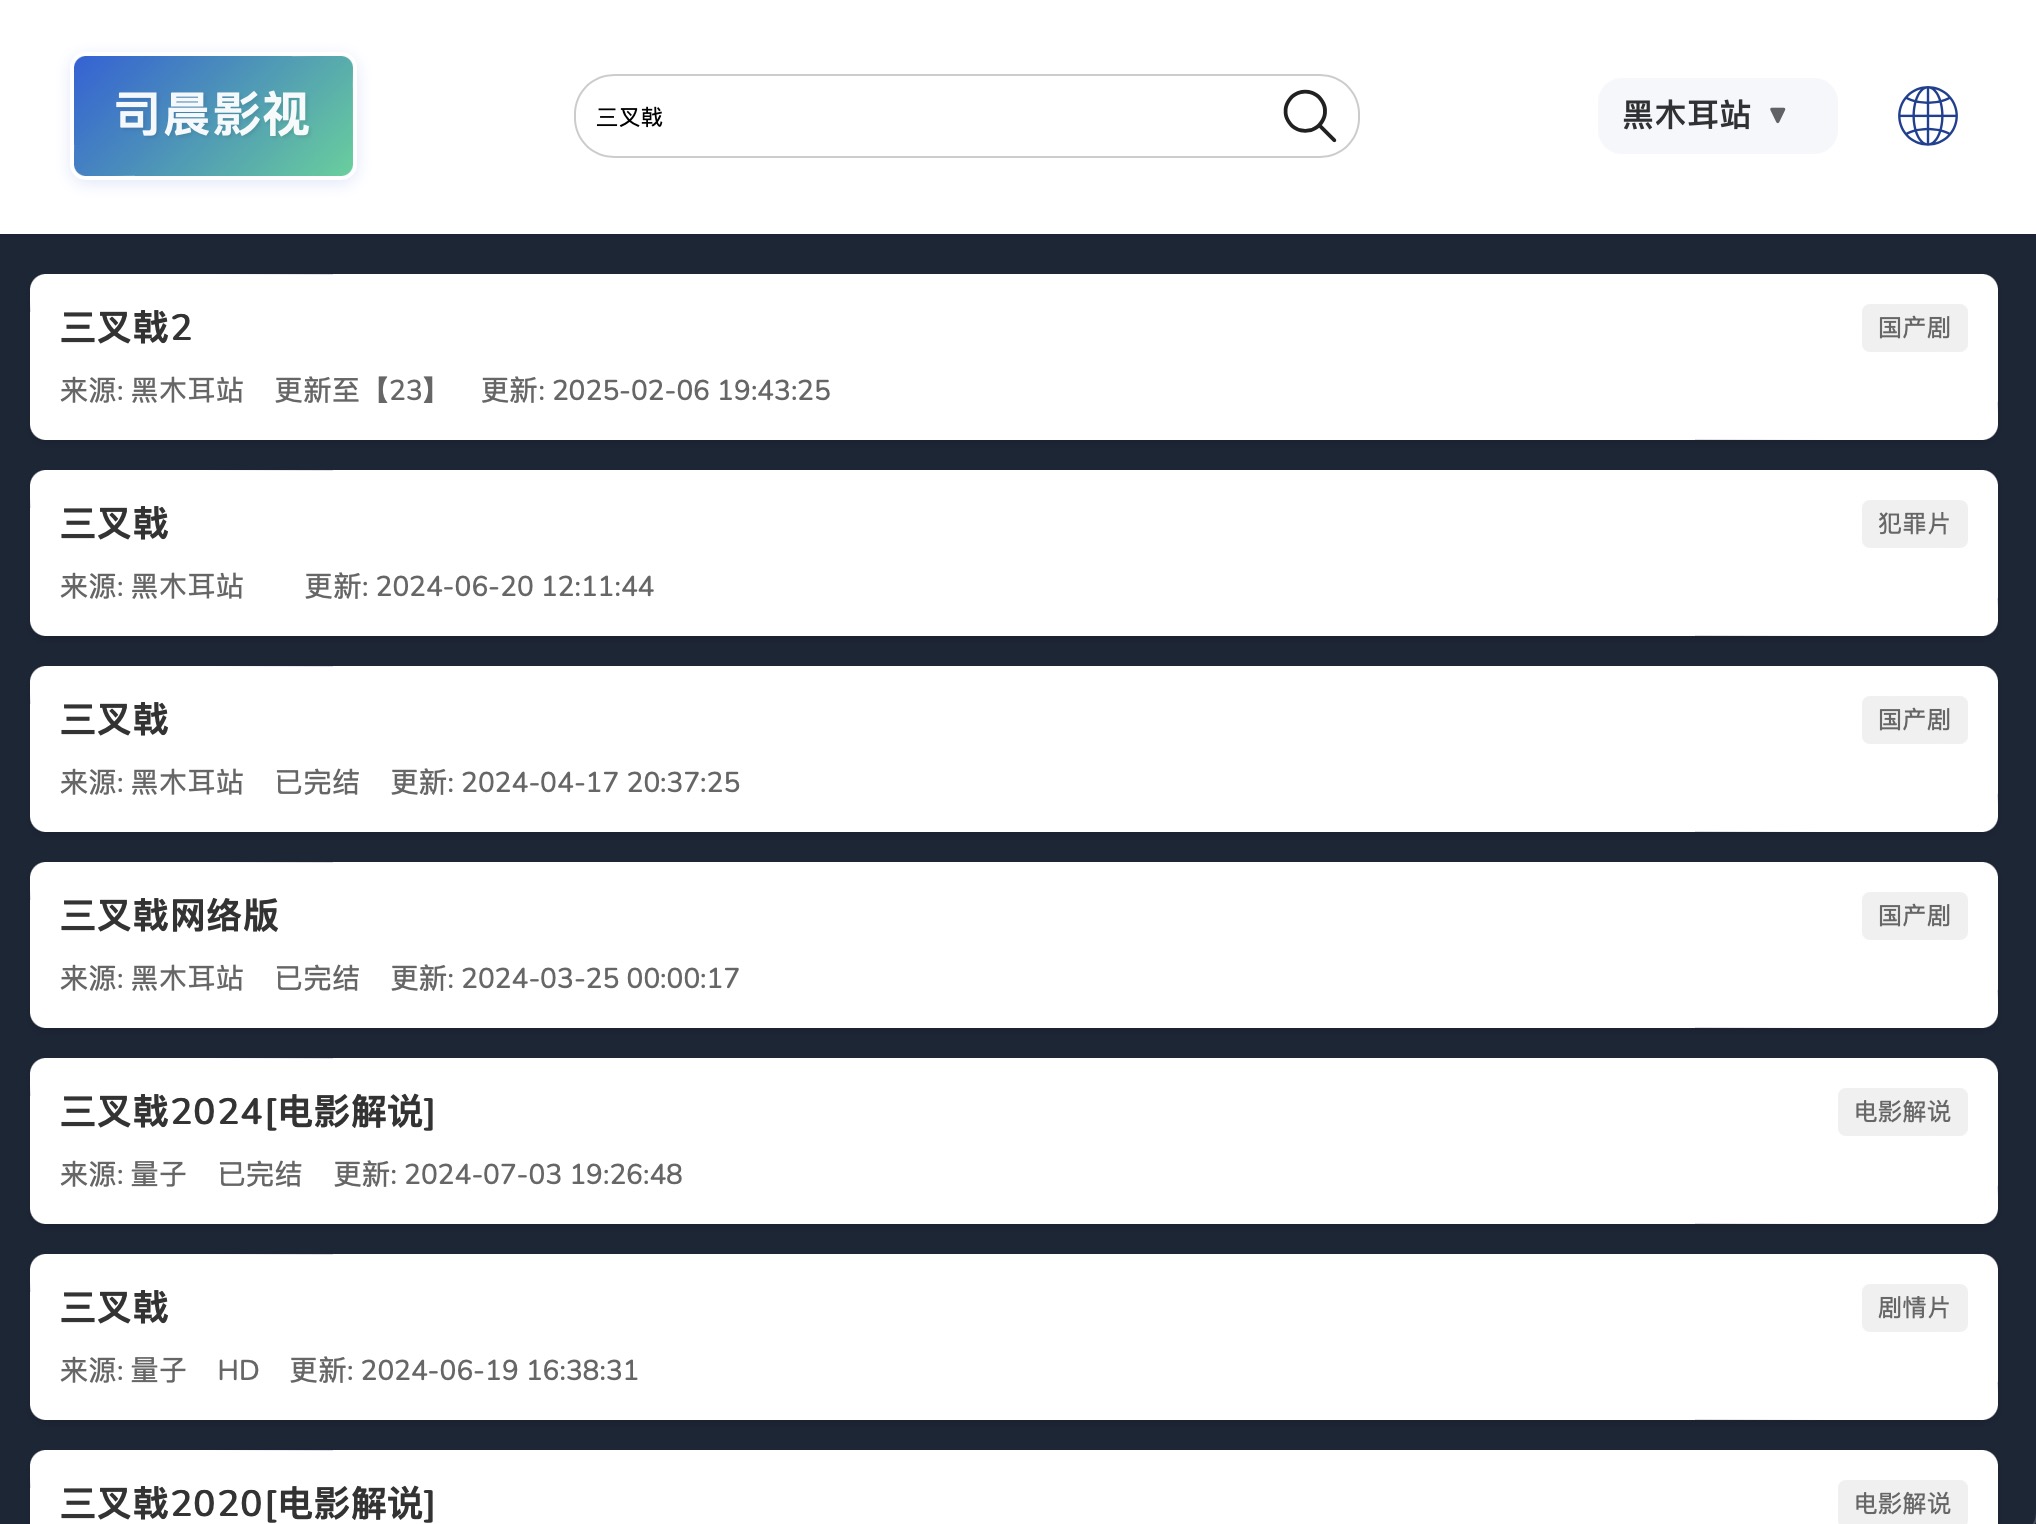 司晨影视
三叉戟
黑木耳站 ▼
三叉戟2
国产剧
来源: 黑木耳站 更新至【23】 更新: 2025-02-06 19:43:25
三叉戟
犯罪片
来源: 黑木耳站 更新: 2024-06-20 12:11:44
三叉戟
国产剧
来源: 黑木耳站 已完结 更新: 2024-04-17 20:37:25
三叉戟网络版
国产剧
来源: 黑木耳站 已完结 更新: 2024-03-25 00:00:17
三叉戟2024[电影解说]
电影解说
来源: 量子 已完结 更新: 2024-07-03 19:26:48
三叉戟
剧情片
来源: 量子 HD 更新: 2024-06-19 16:38:31
三叉戟2020[电影解说]
电影解说